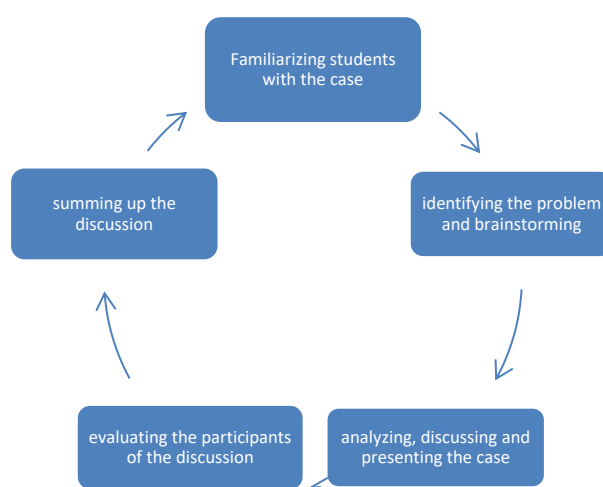 Familiarizing students
with the case
identifying the problem
and brainstorming
analyzing, discussing and
presenting the case
evaluating the participants
of the discussion
summing up the
discussion